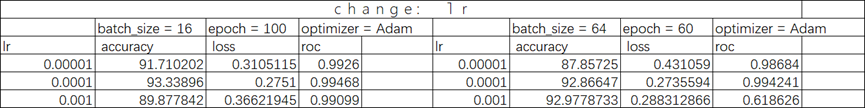 change: lr
batch_size = 16 epoch = 100 optimizer = Adam batch_size = 64 epoch = 60 optimizer = Adam
lr accuracy loss roc lr accuracy loss roc
0.00001 91.710202 0.3105115 0.9926 0.00001 87.85725 0.431059 0.98684
0.0001 93.33896 0.2751 0.99468 0.0001 92.86647 0.2735594 0.994241
0.001 89.877842 0.36621945 0.99099 0.001 92.9778733 0.288312866 0.618626